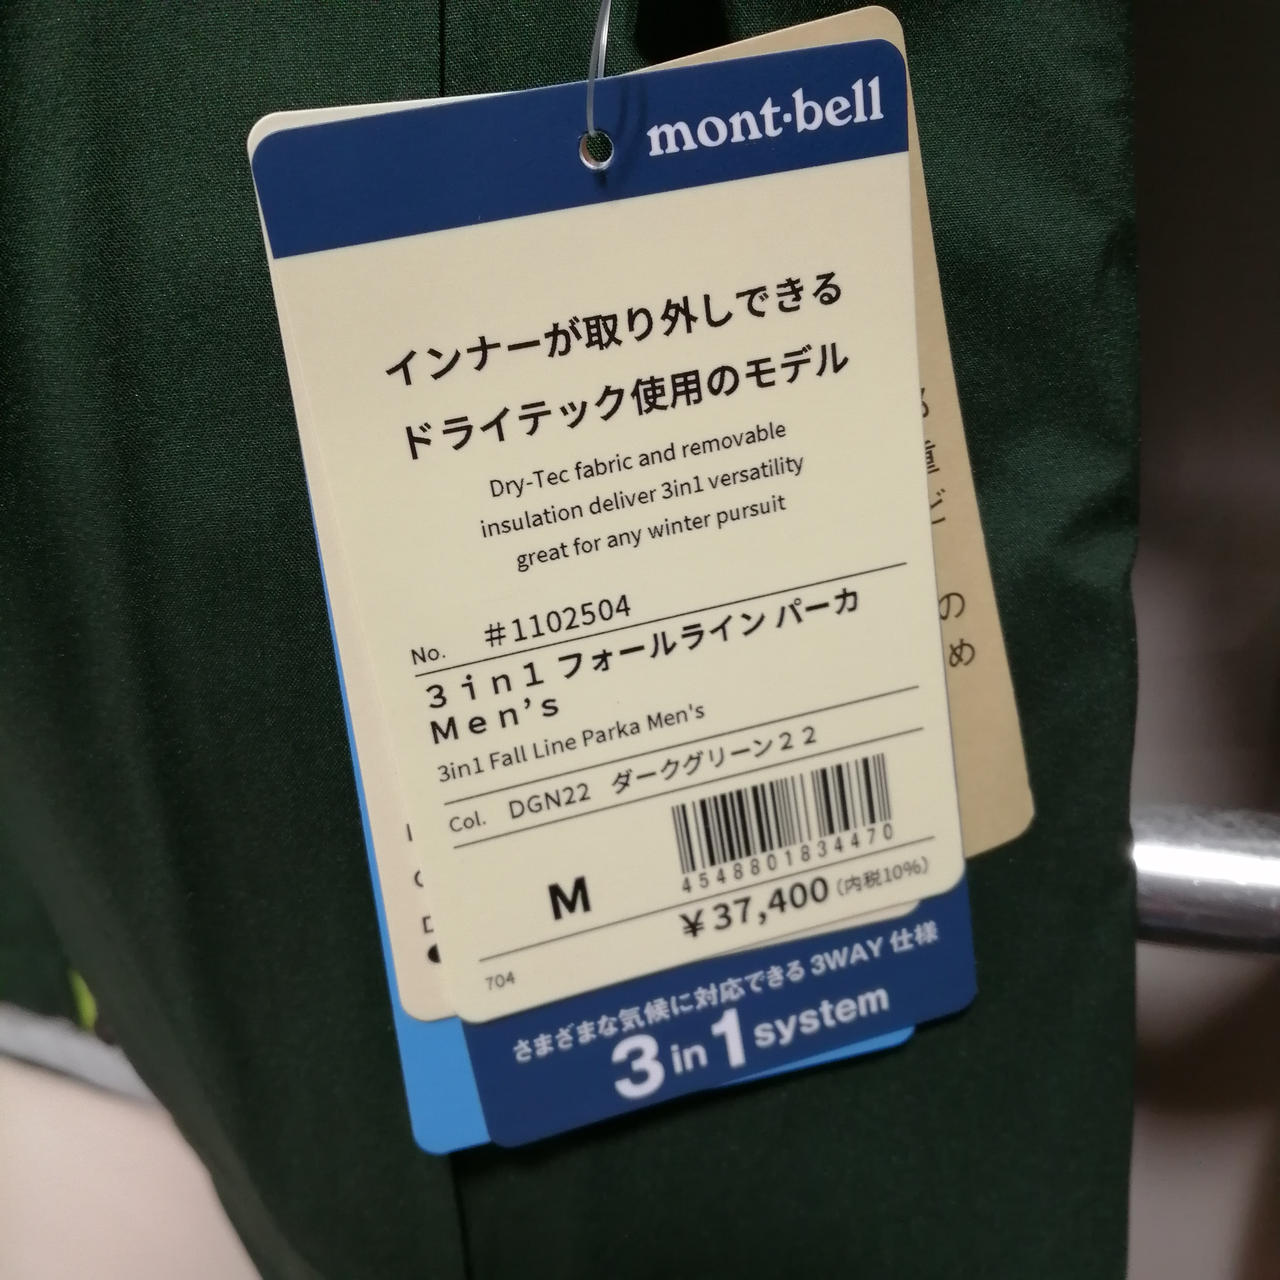 mont·bell
インナーが取り外しできる
ドライテック使用のモデル
Dry-Tec fabric and removable
insulation deliver 3in1 versatility
great for any winter pursuit
No. #1102504
３ｉｎ１ フォールライン パーカ
Ｍｅｎ’ｓ
3in1 Fall Line Parka Men's
Col. DGN22 ダークグリーン２２
M
4548801834470
¥37,400 (内税10%)
704
さまざまな気候に対応できる 3WAY 仕様
3 in 1 system
の
め